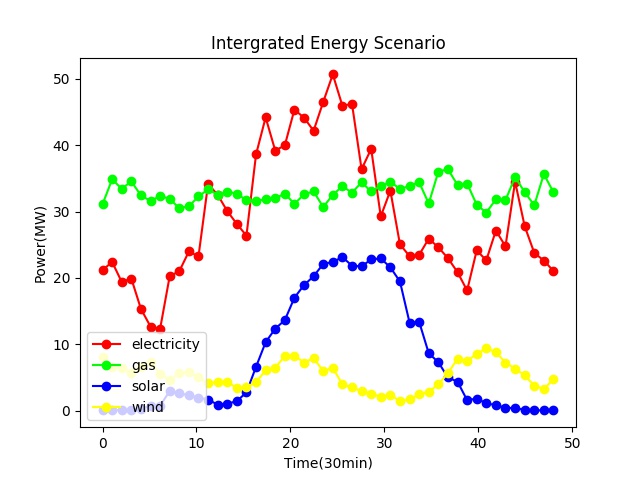 Intergrated Energy Scenario
Power(MW)
50
40
30
20
10
0
electricity
gas
solar
wind
0 10 20 30 40 50
Time(30min)